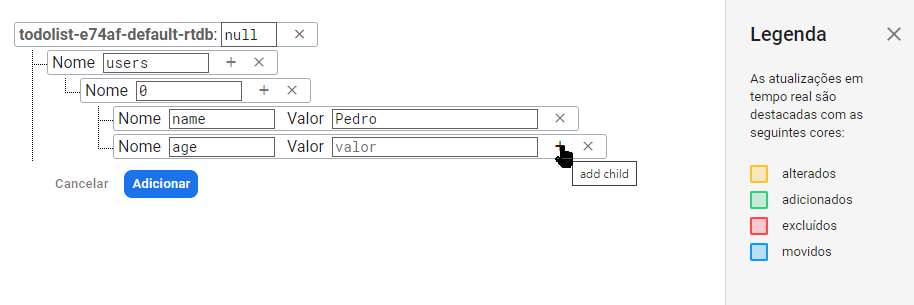 todolist-e74af-default-rtdb: null ×
Nome users + ×
Nome 0 + ×
Nome name Valor Pedro ×
Nome age Valor valor + ×
add child
Cancelar Adicionar
Legenda ×
As atualizações em
tempo real são
destacadas com as
seguintes cores:
alterados
adicionados
excluídos
movidos